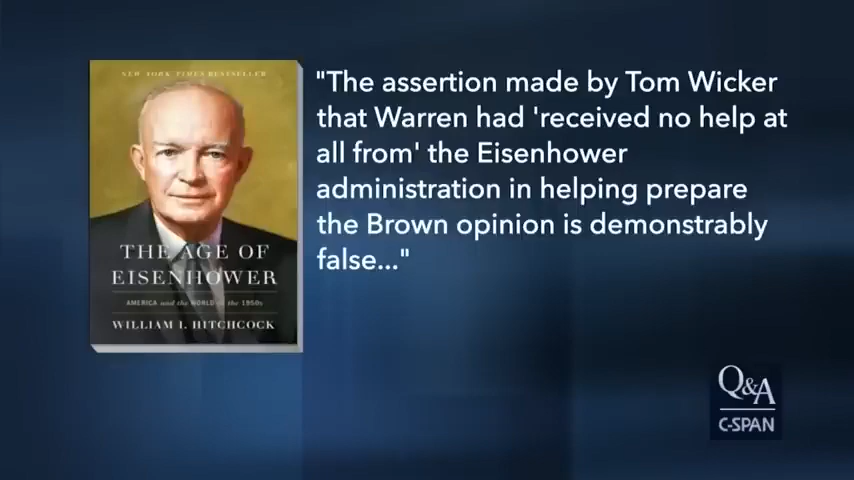 NEW YORK TIMES BESTSELLER
THE AGE OF
EISENHOWER
AMERICA and the WORLD in the 1950s
WILLIAM I. HITCHCOCK
"The assertion made by Tom Wicker
that Warren had 'received no help at
all from' the Eisenhower
administration in helping prepare
the Brown opinion is demonstrably
false..."
Q&A
C-SPAN